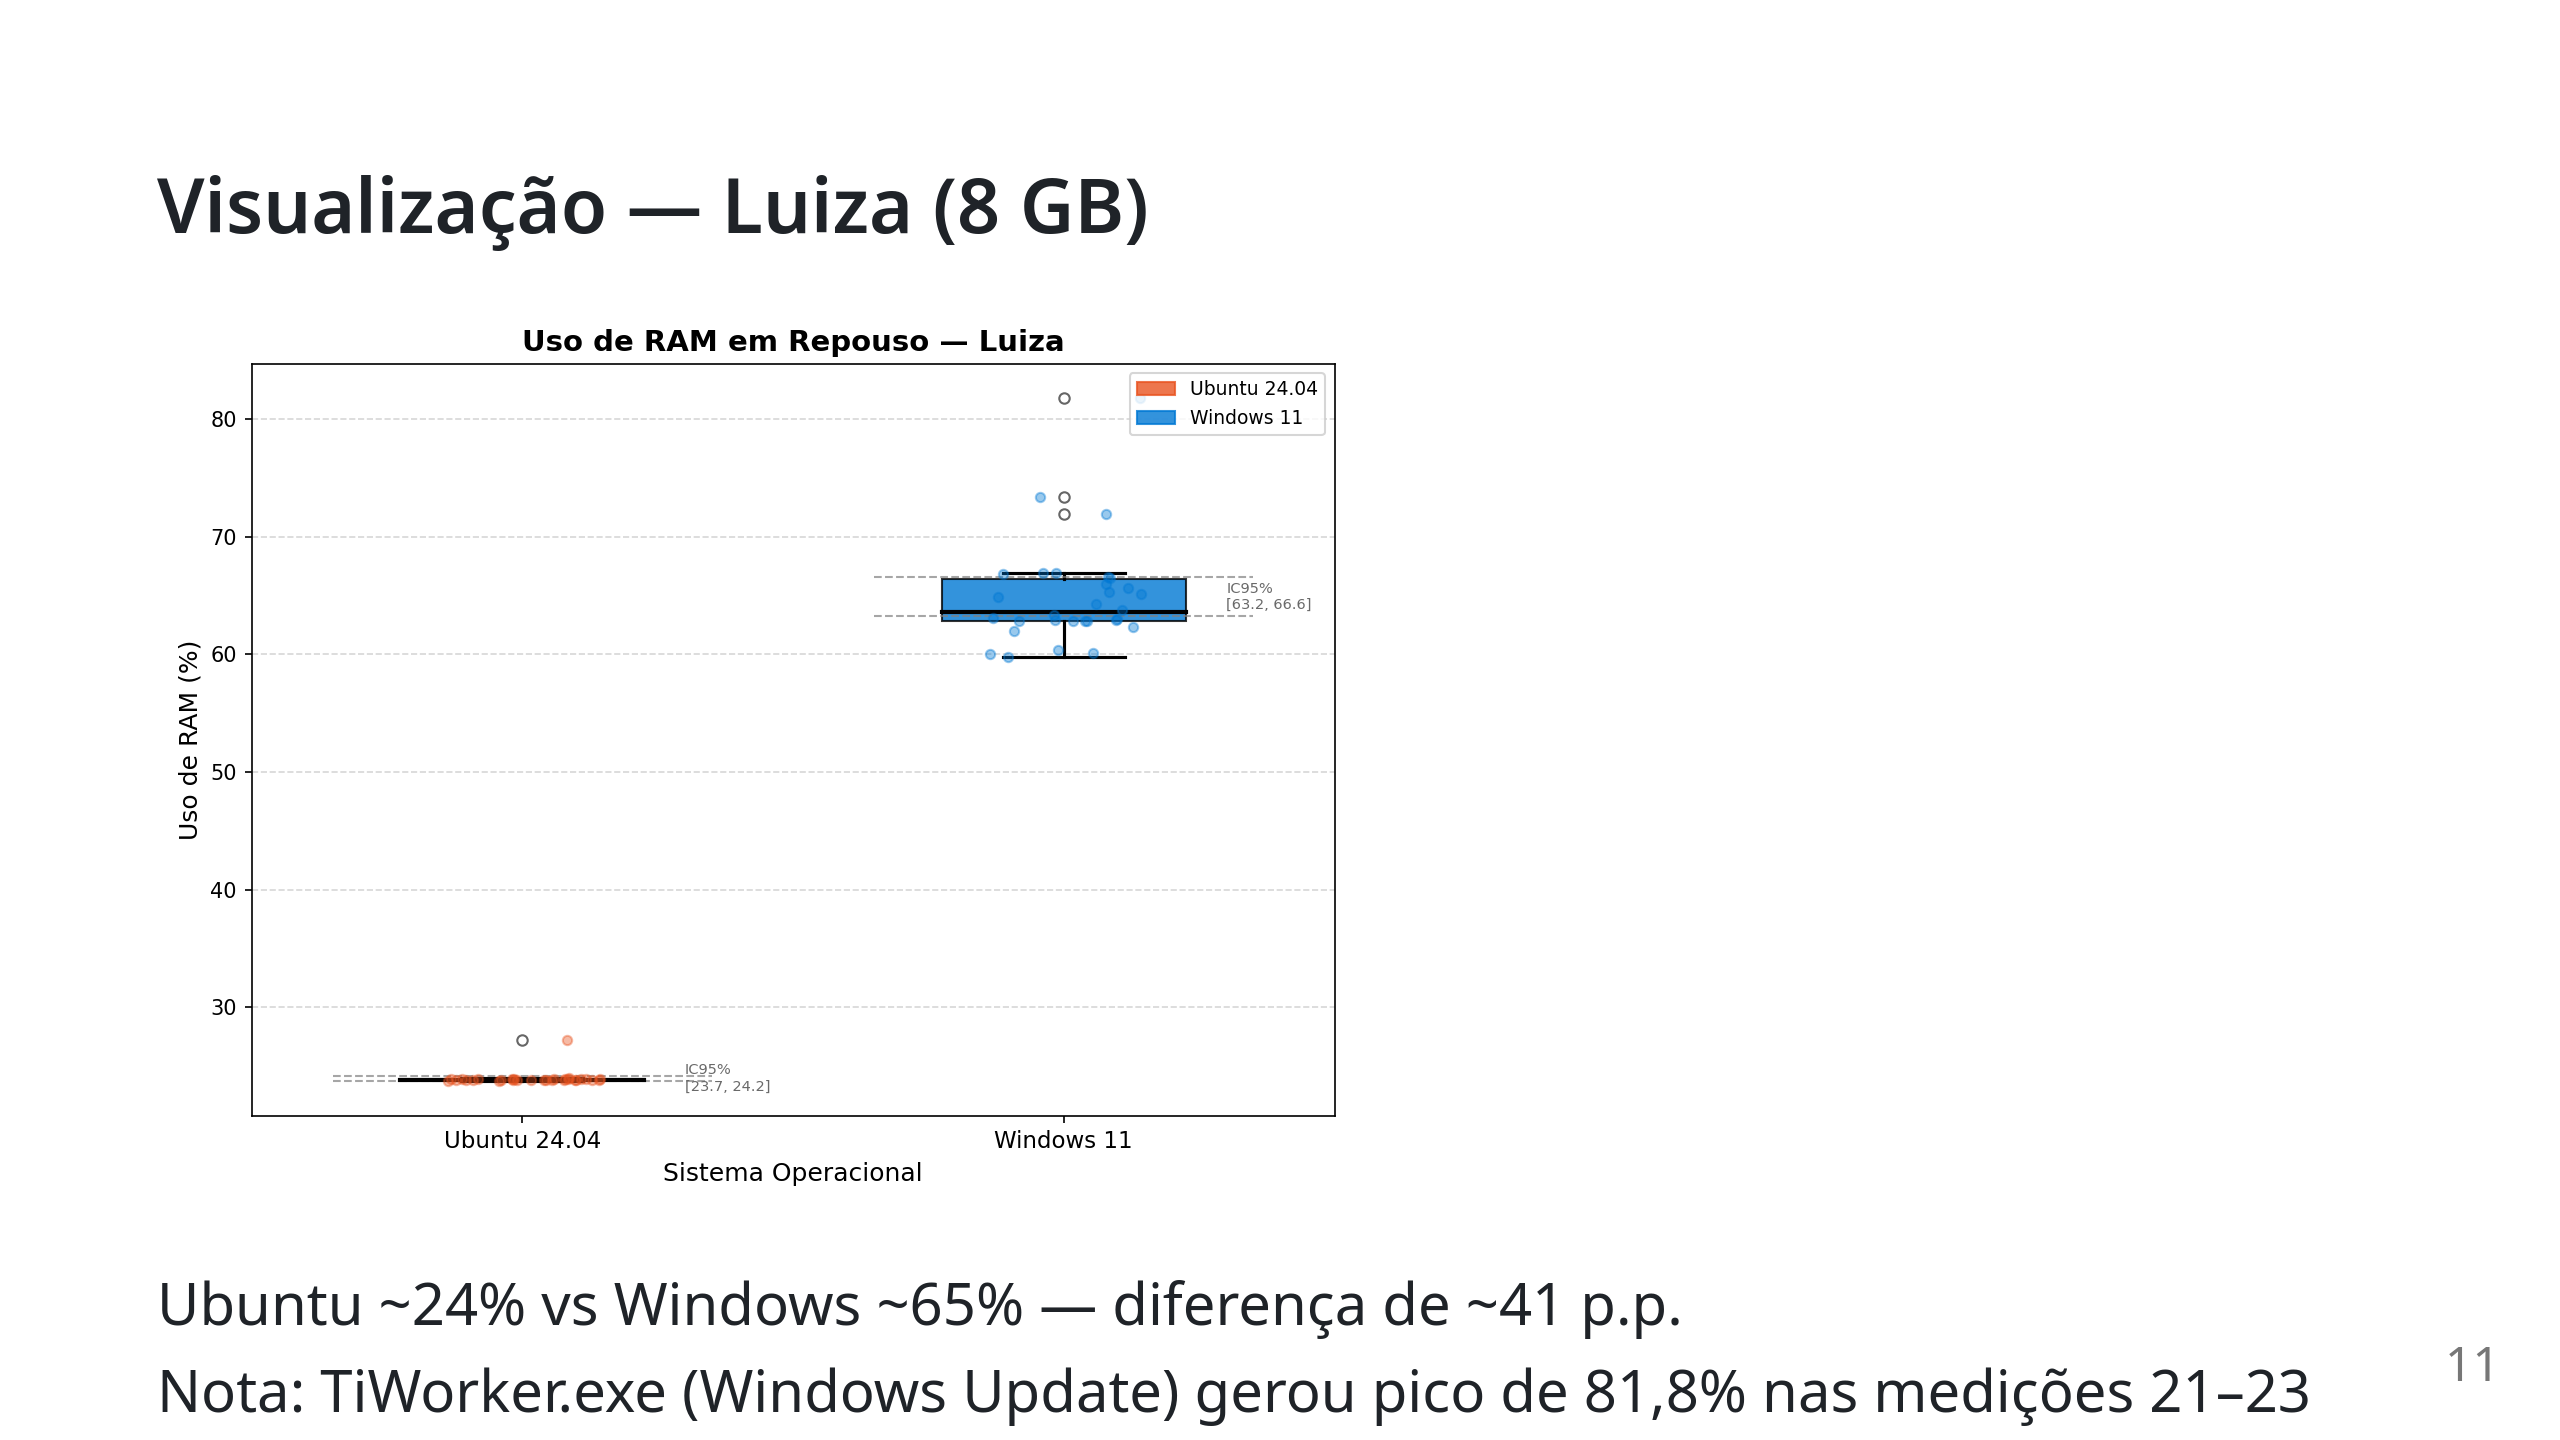 Visualização — Luiza (8 GB)
Uso de RAM em Repouso — Luiza
Ubuntu 24.04
Windows 11
80
70
60
50
40
30
Uso de RAM (%)
IC95%
[63.2, 66.6]
IC95%
[23.7, 24.2]
Ubuntu 24.04
Windows 11
Sistema Operacional
Ubuntu ~24% vs Windows ~65% — diferença de ~41 p.p.
Nota: TiWorker.exe (Windows Update) gerou pico de 81,8% nas medições 21–23
11